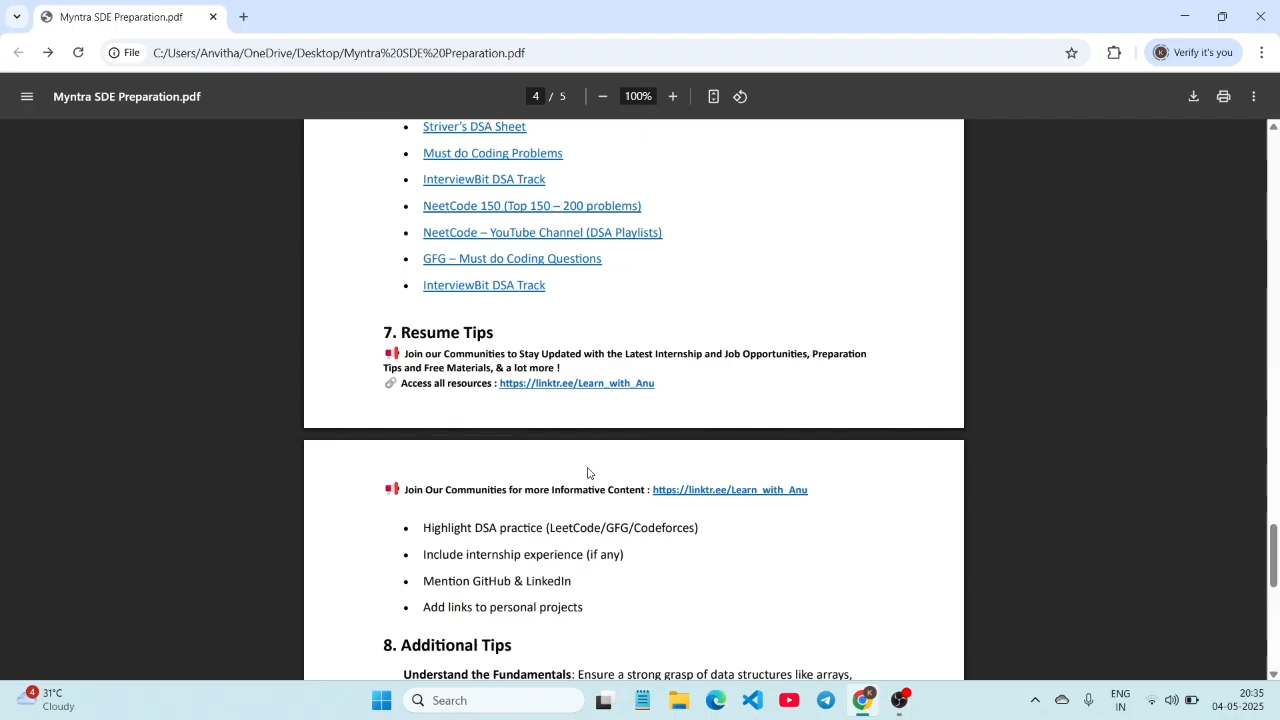 Myntra SDE Preparation.pdf
File C:/Users/Anvitha/OneDrive/Desktop/Myntra%20SDE%20Preparation.pdf
K Verify it's you
Myntra SDE Preparation.pdf
4 / 5
100%
• Striver's DSA Sheet
• Must do Coding Problems
• InterviewBit DSA Track
• NeetCode 150 (Top 150 – 200 problems)
• NeetCode – YouTube Channel (DSA Playlists)
• GFG – Must do Coding Questions
• InterviewBit DSA Track
7. Resume Tips
Join our Communities to Stay Updated with the Latest Internship and Job Opportunities, Preparation
Tips and Free Materials, & a lot more !
Access all resources : https://linktr.ee/Learn_with_Anu
Join Our Communities for more Informative Content : https://linktr.ee/Learn_with_Anu
• Highlight DSA practice (LeetCode/GFG/Codeforces)
• Include internship experience (if any)
• Mention GitHub & LinkedIn
• Add links to personal projects
8. Additional Tips
Understand the Fundamentals: Ensure a strong grasp of data structures like arrays,
4
31°C
Cloudy
Search
K
ENG
IN
20:35
04-05-2025